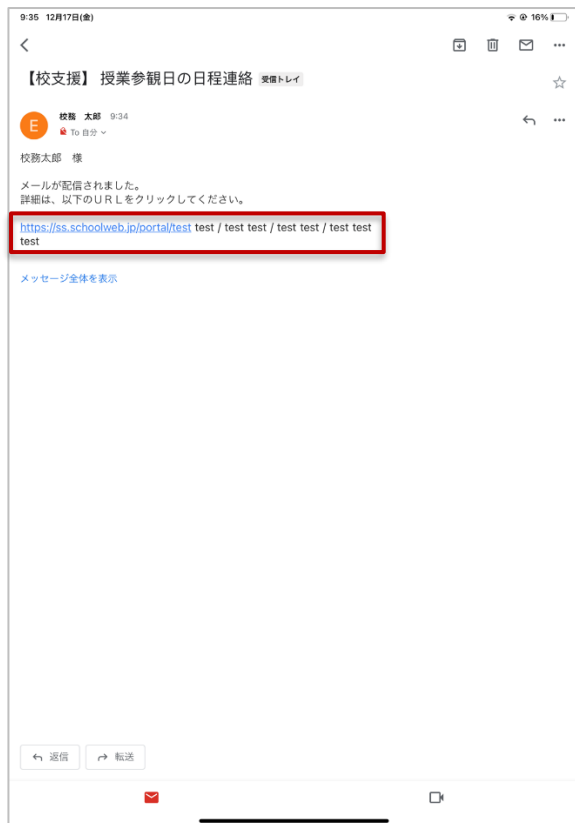 9:35 12月17日(金)
16%
【校支援】 授業参観日の日程連絡 受信トレイ
E
校務 太郎 9:34
To 自分
校務太郎 様
メールが配信されました。
詳細は、以下のURLをクリックしてください。
https://ss.schoolweb.jp/portal/test test / test test / test test / test test
test
メッセージ全体を表示
返信
転送